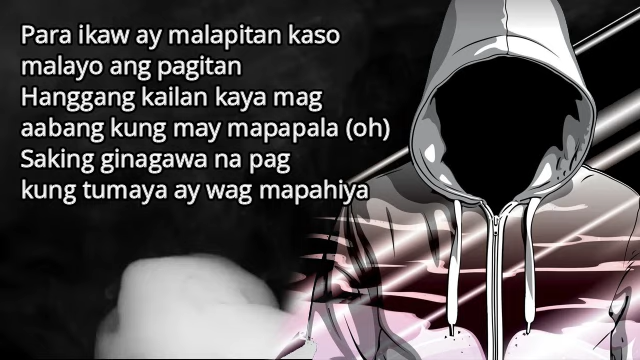 Para ikaw ay malapitan kaso
malayo ang pagitan
Hanggang kailan kaya mag
aabang kung may mapapala (oh)
Saking ginagawa na pag
kung tumaya ay wag mapahiya